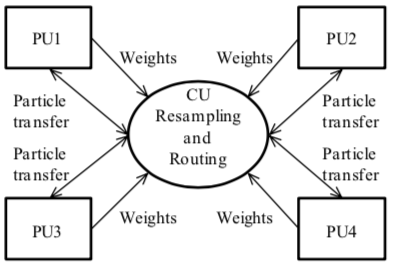 PU1
PU2
Weights
Weights
CU
Resampling
and
Routing
Particle
transfer
Particle
transfer
Particle
transfer
Particle
transfer
PU3
Weights
Weights
PU4